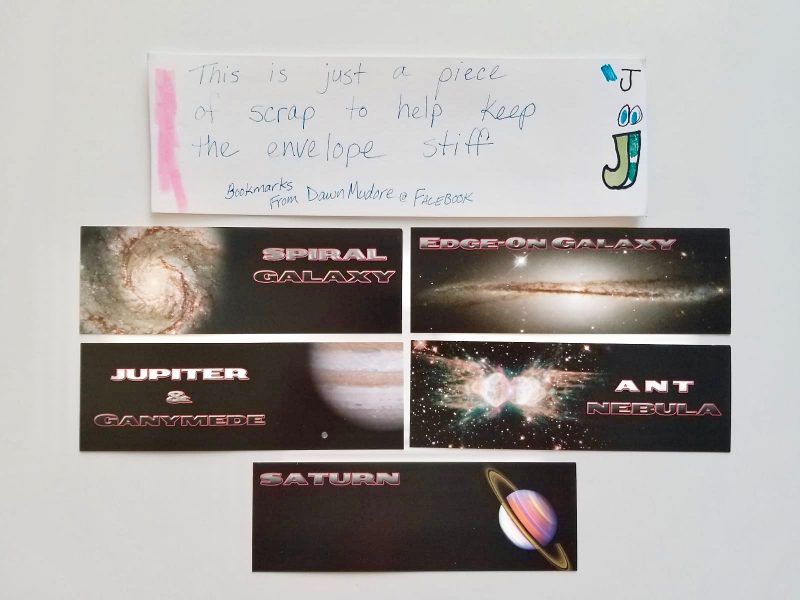 This is just a piece
of scrap to help keep
the envelope stiff
Bookmarks
From Dawn Mudore @ FACEBOOK
J
J
SPIRAL
GALAXY
EDGE-ON GALAXY
JUPITER
&
GANYMEDE
ANT
NEBULA
SATURN